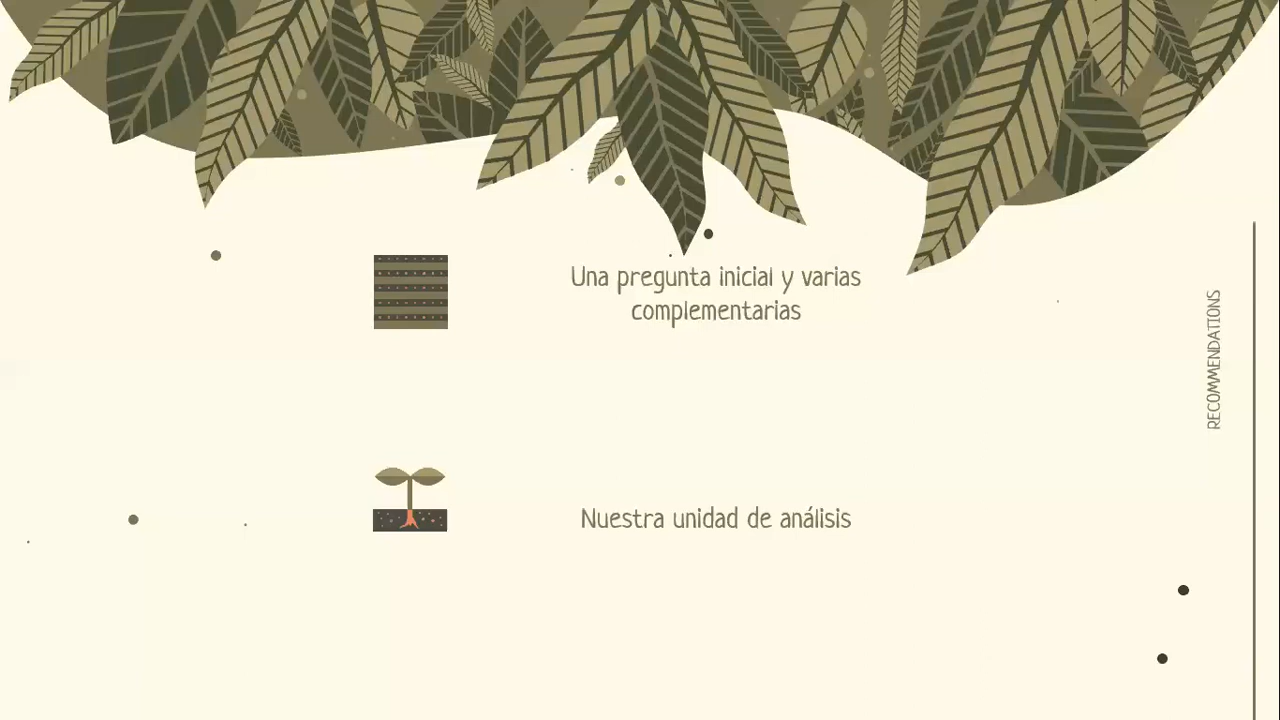 Una pregunta inicial y varias
complementarias
RECOMMENDATIONS
Nuestra unidad de análisis